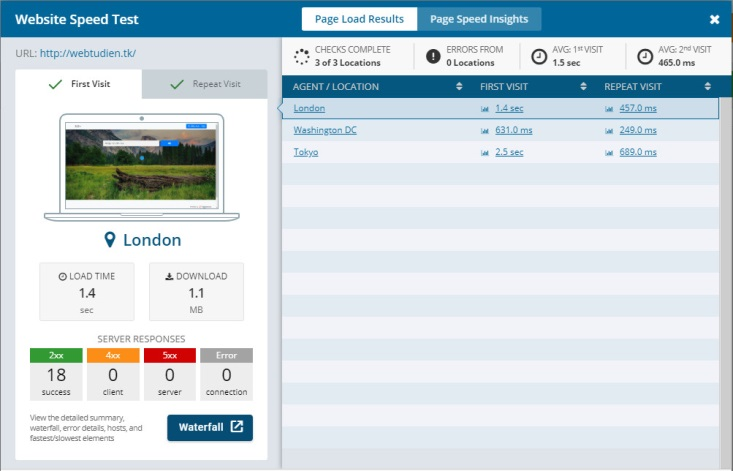 Website Speed Test
Page Load Results
Page Speed Insights
URL: http://webtudien.tk/
First Visit
Repeat Visit
London
LOAD TIME
1.4
sec
DOWNLOAD
1.1
MB
SERVER RESPONSES
2xx
4xx
5xx
Error
18
0
0
0
success
client
server
connection
View the detailed summary,
waterfall, error details, hosts, and
fastest/slowest elements
Waterfall
CHECKS COMPLETE
3 of 3 Locations
ERRORS FROM
0 Locations
AVG: 1st VISIT
1.5 sec
AVG: 2nd VISIT
465.0 ms
AGENT / LOCATION
FIRST VISIT
REPEAT VISIT
London
1.4 sec
457.0 ms
Washington DC
631.0 ms
249.0 ms
Tokyo
2.5 sec
689.0 ms